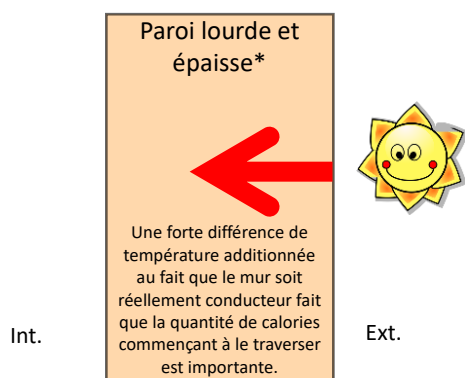 Paroi lourde et
épaisse*
Une forte différence de
température additionnée
au fait que le mur soit
réellement conducteur fait
que la quantité de calories
commençant à le traverser
est importante.
Int.
Ext.